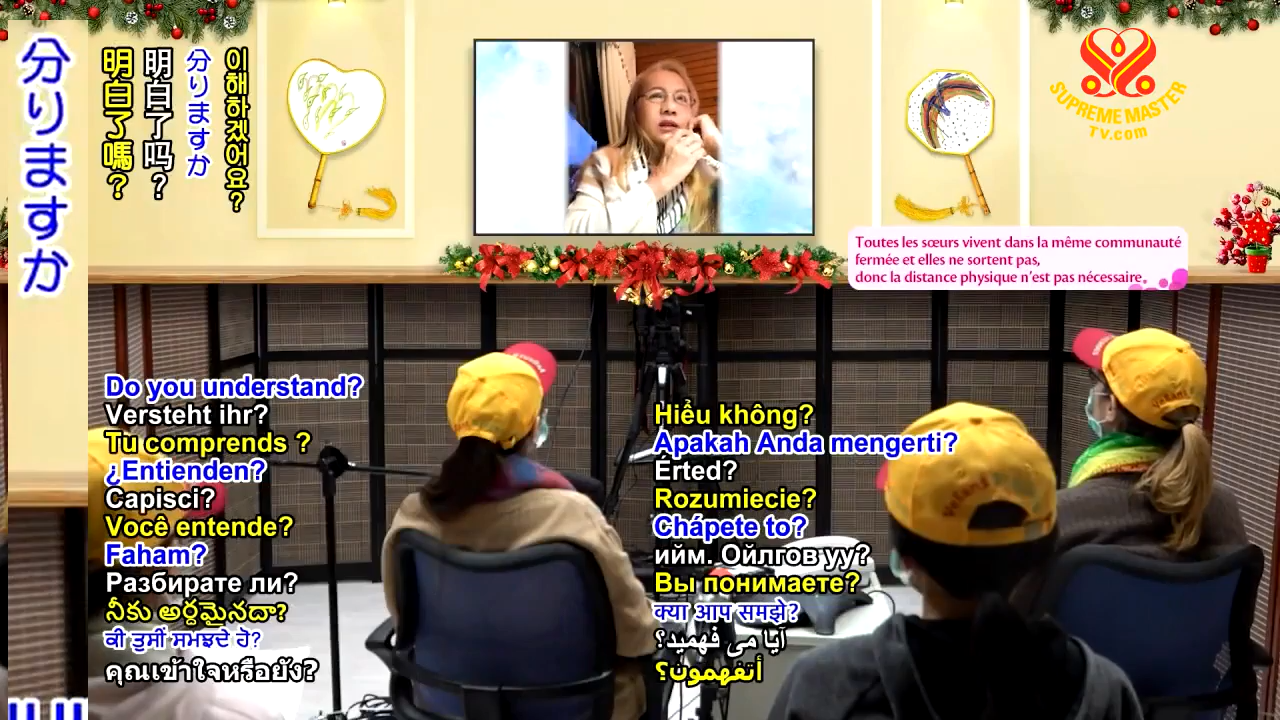 分りますか
明白了嗎？
明白了吗？
分りますか
이해하겠어요?
SUPREME MASTER
TV.com
Toutes les sœurs vivent dans la même communauté
fermée et elles ne sortent pas,
donc la distance physique n'est pas nécessaire.
Do you understand?
Versteht ihr?
Tu comprends ?
¿Entienden?
Capisci?
Você entende?
Faham?
Разбирате ли?
నీకు అర్థమైనదా?
ਕੀ ਤੁਸੀਂ ਸਮਝਦੇ ਹੋ?
คุณเข้าใจหรือยัง?
Hiểu không?
Apakah Anda mengerti?
Érted?
Rozumiecie?
Chápete to?
ийм. Ойлгов уу?
Вы понимаете?
क्या आप समझे?
آیا می فهمید؟
أتفهمون؟